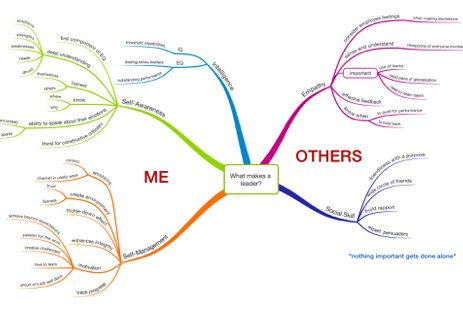 What makes a
leader?
ME
OTHERS
Intelligence
IQ
threshold capabilities
EQ
distinguishes leaders
outstanding performance
Self-Awareness
first component of EQ
deep understanding
emotions
strengths
weaknesses
needs
drives
honest
themselves
others
know
where
why
ability to speak about their emotions
openly
thirst for constructive criticism
Self-Management
emotions
control
channel in useful ways
create environment
trust
fairness
trickle-down effect
enhances integrity
motivation
achieve beyond expectations
passion for the work
creative challenges
love to learn
proud of a job well done
track progress
Empathy
consider employee feelings
when making decisions
sense and understand
viewpoints of everyone involved
important
use of teams
rapid pace of globalization
need to retain talent
effective feedback
know when
to push for performance
to hold back
Social Skill
friendliness with a purpose
wide circle of friends
build rapport
expert persuaders
"nothing important gets done alone"